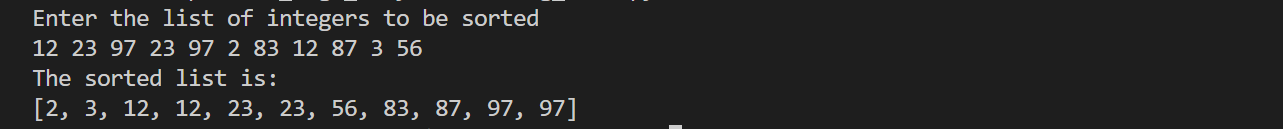 Enter the list of integers to be sorted
12 23 97 23 97 2 83 12 87 3 56
The sorted list is:
[2, 3, 12, 12, 23, 23, 56, 83, 87, 97, 97]